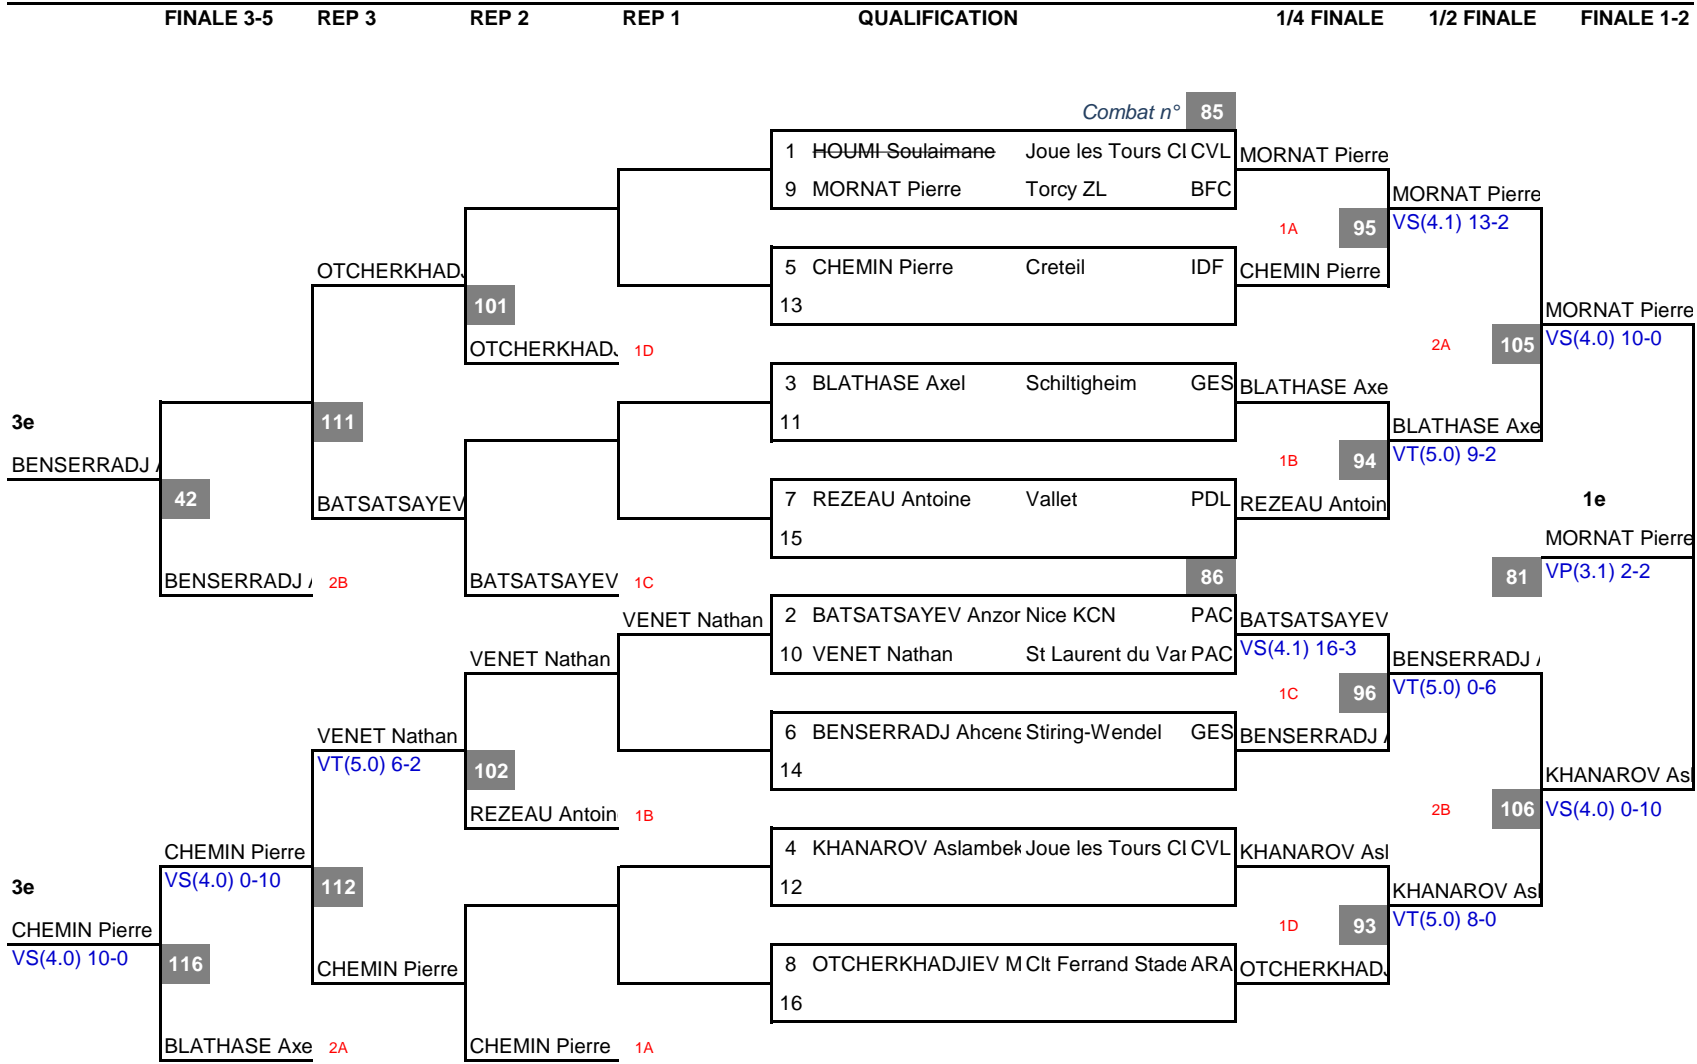 FINALE 3-5 REP 3 REP 2 REP 1 QUALIFICATION 1/4 FINALE 1/2 FINALE FINALE 1-2
Combat n° 85
1 HOUMI Soulaimane Joue les Tours Cl CVL MORNAT Pierre
9 MORNAT Pierre Torcy ZL BFC MORNAT Pierre
1A 95 VS(4.1) 13-2
OTCHERKHADJ 5 CHEMIN Pierre Creteil IDF CHEMIN Pierre
101 13 MORNAT Pierre
OTCHERKHADJ 1D 2A 105 VS(4.0) 10-0
3 BLATHASE Axel Schiltigheim GES BLATHASE Axe
3e 111 11 BLATHASE Axe
BENSERRADJ A 1B 94 VT(5.0) 9-2
42 BATSATSAYEV 7 REZEAU Antoine Vallet PDL REZEAU Antoin 1e
15 MORNAT Pierre
BENSERRADJ A 2B BATSATSAYEV 1C 86 81 VP(3.1) 2-2
VENET Nathan 2 BATSATSAYEV Anzor Nice KCN PAC BATSATSAYEV
VENET Nathan 10 VENET Nathan St Laurent du Var PAC VS(4.1) 16-3 BENSERRADJ A
1C 96 VT(5.0) 0-6
VENET Nathan 6 BENSERRADJ Ahcene Stiring-Wendel GES BENSERRADJ A
VT(5.0) 6-2 102 14 KHANAROV Asl
REZEAU Antoin 1B 2B 106 VS(4.0) 0-10
CHEMIN Pierre 4 KHANAROV Aslambek Joue les Tours Cl CVL KHANAROV Asl
3e VS(4.0) 0-10 112 12 KHANAROV Asl
CHEMIN Pierre 1D 93 VT(5.0) 8-0
VS(4.0) 10-0 116 CHEMIN Pierre 8 OTCHERKHADJIEV M Clt Ferrand Stade ARA OTCHERKHADJ
16
BLATHASE Axe 2A CHEMIN Pierre 1A